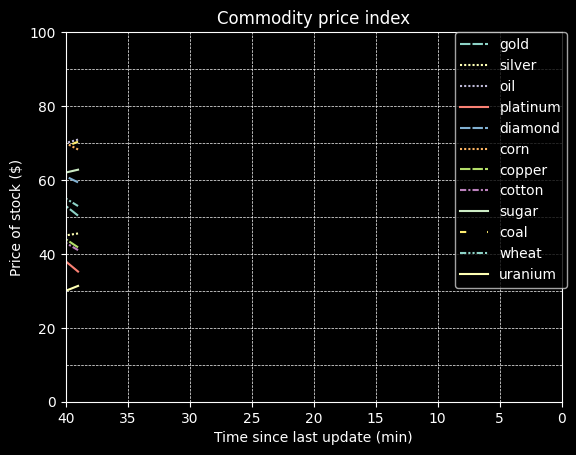 Commodity price index
Price of stock ($)
100
80
60
40
20
0
40 35 30 25 20 15 10 5 0
Time since last update (min)
gold
silver
oil
platinum
diamond
corn
copper
cotton
sugar
coal
wheat
uranium